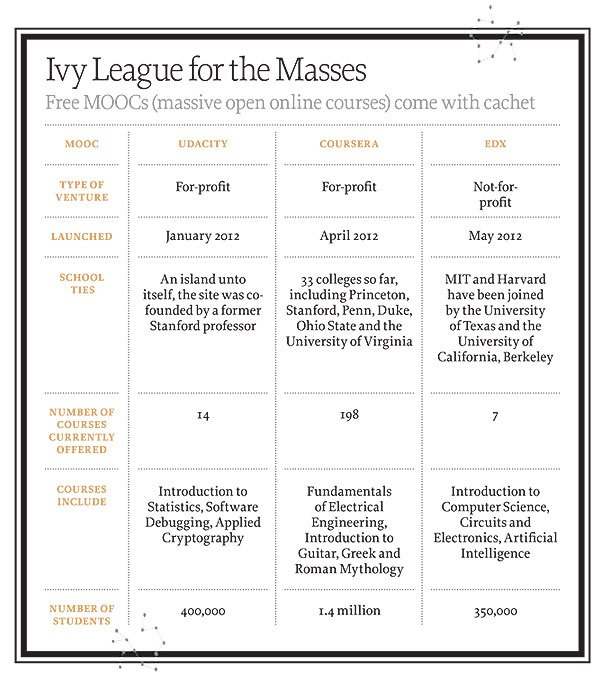 Ivy League for the Masses
Free MOOCs (massive open online courses) come with cachet
MOOC
UDACITY
COURSERA
EDX
TYPE OF
VENTURE
For-profit
For-profit
Not-for-
profit
LAUNCHED
January 2012
April 2012
May 2012
SCHOOL
TIES
An island unto
itself, the site was co-
founded by a former
Stanford professor
33 colleges so far,
including Princeton,
Stanford, Penn, Duke,
Ohio State and the
University of Virginia
MIT and Harvard
have been joined
by the University
of Texas and the
University of
California, Berkeley
NUMBER OF
COURSES
CURRENTLY
OFFERED
14
198
7
COURSES
INCLUDE
Introduction to
Statistics, Software
Debugging, Applied
Cryptography
Fundamentals
of Electrical
Engineering,
Introduction to
Guitar, Greek and
Roman Mythology
Introduction to
Computer Science,
Circuits and
Electronics, Artificial
Intelligence
NUMBER OF
STUDENTS
400,000
1.4 million
350,000